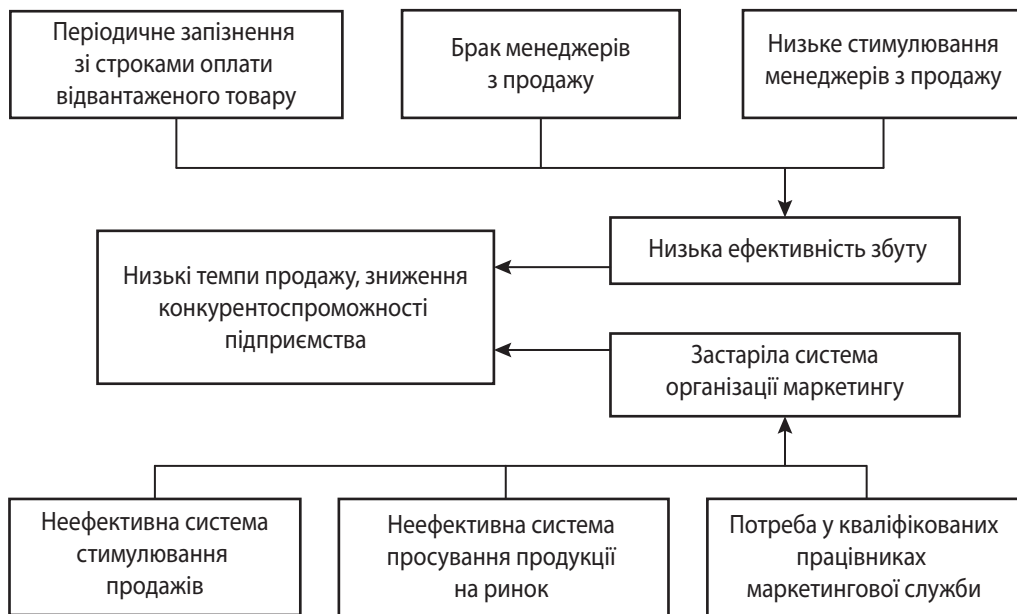 Періодичне запізнення
зі строками оплати
відвантаженого товару
Брак менеджерів
з продажу
Низьке стимулювання
менеджерів з продажу
Низька ефективність збуту
Низькі темпи продажу, зниження
конкурентоспроможності
підприємства
Застаріла система
організації маркетингу
Неефективна система
стимулювання
продажів
Неефективна система
просування продукції
на ринок
Потреба у кваліфікованих
працівниках
маркетингової служби